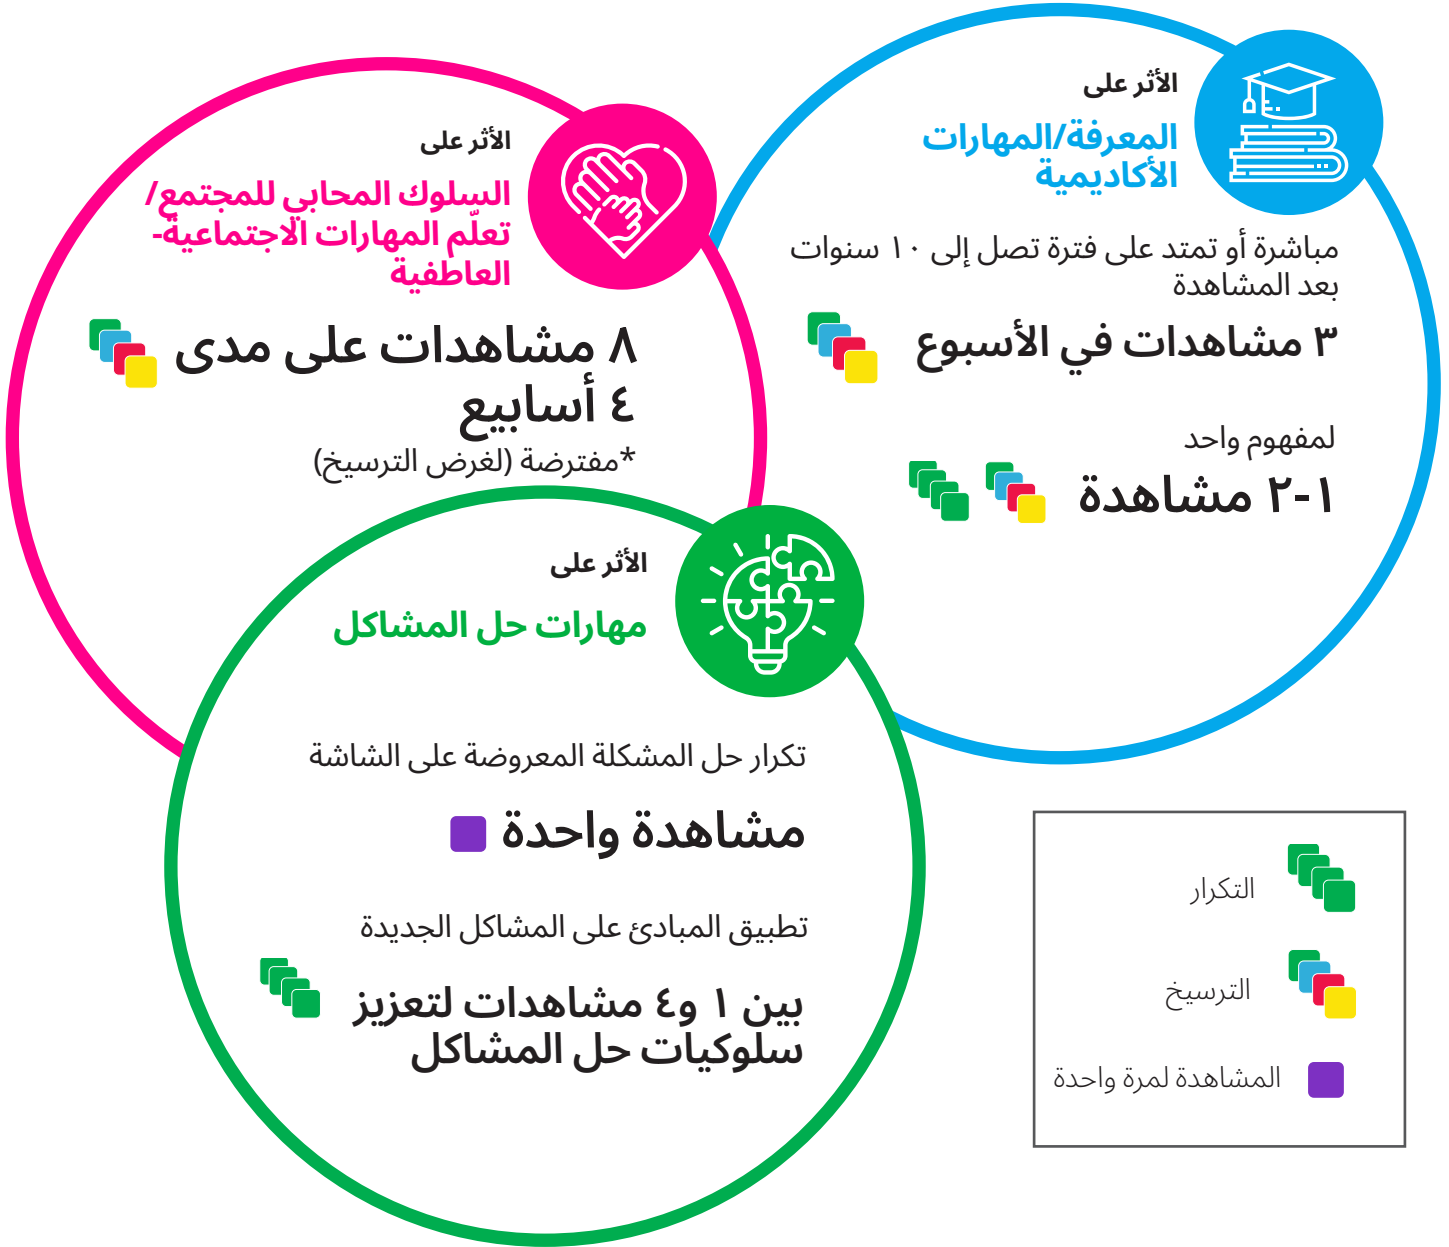 الأثر على
المعرفة/المهارات
الأكاديمية
مباشرة أو تمتد على فترة تصل إلى ١٠ سنوات
بعد المشاهدة
٣ مشاهدات في الأسبوع
لمفهوم واحد
١-٢ مشاهدة
الأثر على
السلوك المحابي للمجتمع/
تعلّم المهارات الاجتماعية-
العاطفية
٨ مشاهدات على مدى
٤ أسابيع
*مفترضة (لغرض الترسيخ)
الأثر على
مهارات حل المشاكل
تكرار حل المشكلة المعروضة على الشاشة
مشاهدة واحدة
تطبيق المبادئ على المشاكل الجديدة
بين ١ و٤ مشاهدات لتعزيز
سلوكيات حل المشاكل
التكرار
الترسيخ
المشاهدة لمرة واحدة